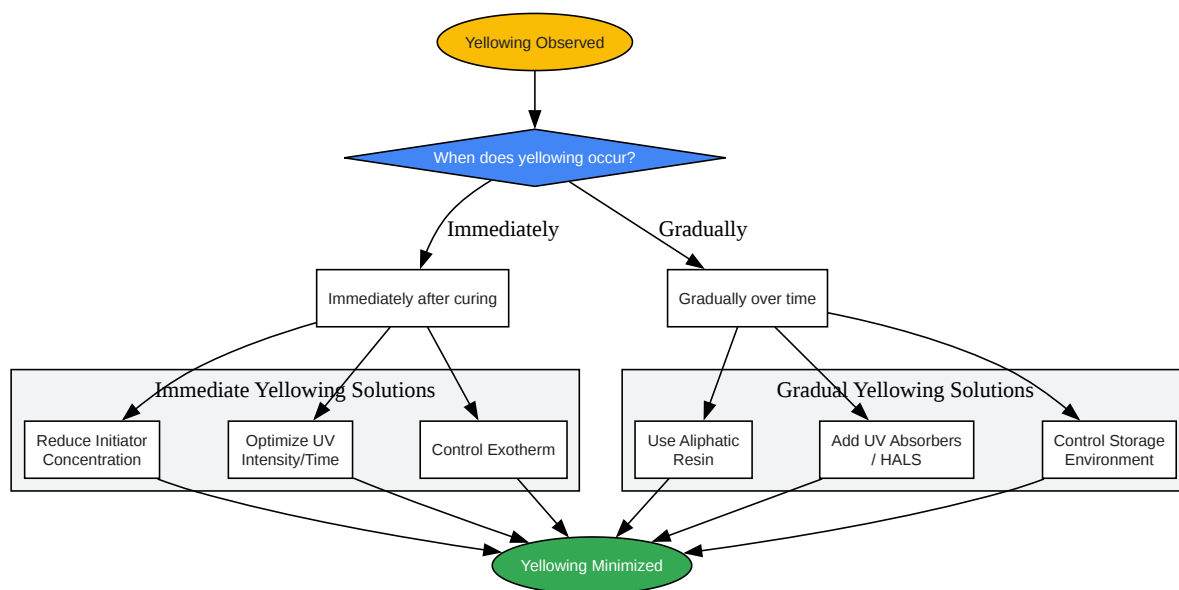 Yellowing Observed
When does yellowing occur?
Immediately
Gradually
Immediately after curing
Gradually over time
Immediate Yellowing Solutions
Gradual Yellowing Solutions
Reduce Initiator
Concentration
Optimize UV
Intensity/Time
Control Exotherm
Use Aliphatic
Resin
Add UV Absorbers
/ HALS
Control Storage
Environment
Yellowing Minimized